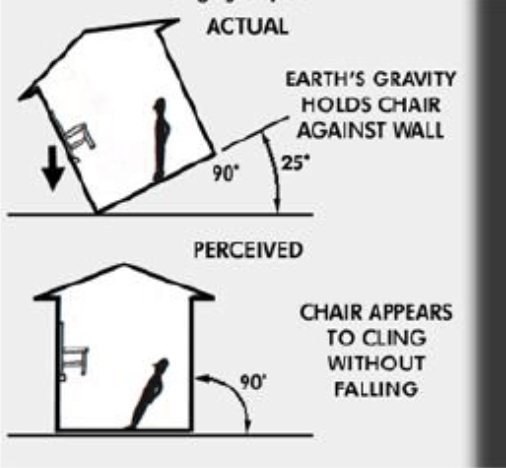 ACTUAL
EARTH'S GRAVITY
HOLDS CHAIR
AGAINST WALL
90°
25°
PERCEIVED
CHAIR APPEARS
TO CLING
WITHOUT
FALLING
90°